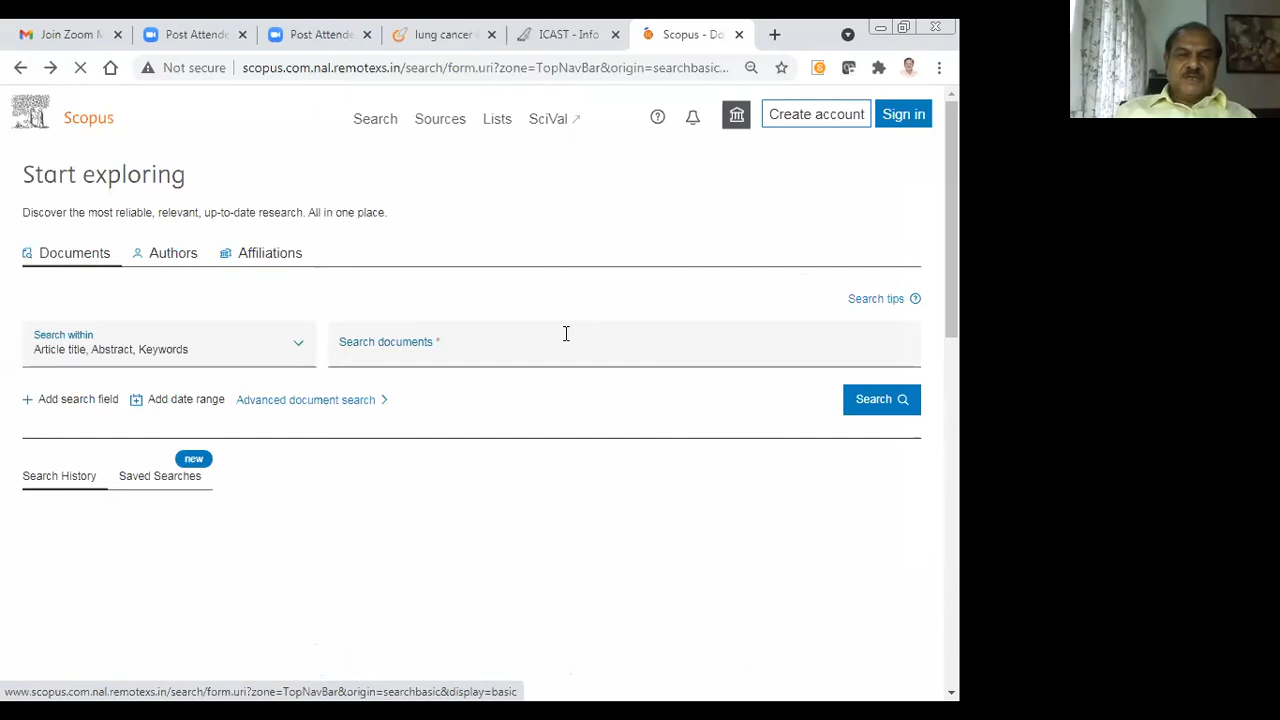 Join Zoom M
Post Attende
Post Attende
lung cancer
ICAST - Info
Scopus - Do
Not secure
scopus.com.nal.remotexs.in/search/form.uri?zone=TopNavBar&origin=searchbasic...
Scopus
Search
Sources
Lists
SciVal
Create account
Sign in
Start exploring
Discover the most reliable, relevant, up-to-date research. All in one place.
Documents
Authors
Affiliations
Search tips
Search within
Article title, Abstract, Keywords
Search documents *
Add search field
Add date range
Advanced document search
Search
new
Search History
Saved Searches
www.scopus.com.nal.remotexs.in/search/form.uri?zone=TopNavBar&origin=searchbasic&display=basic